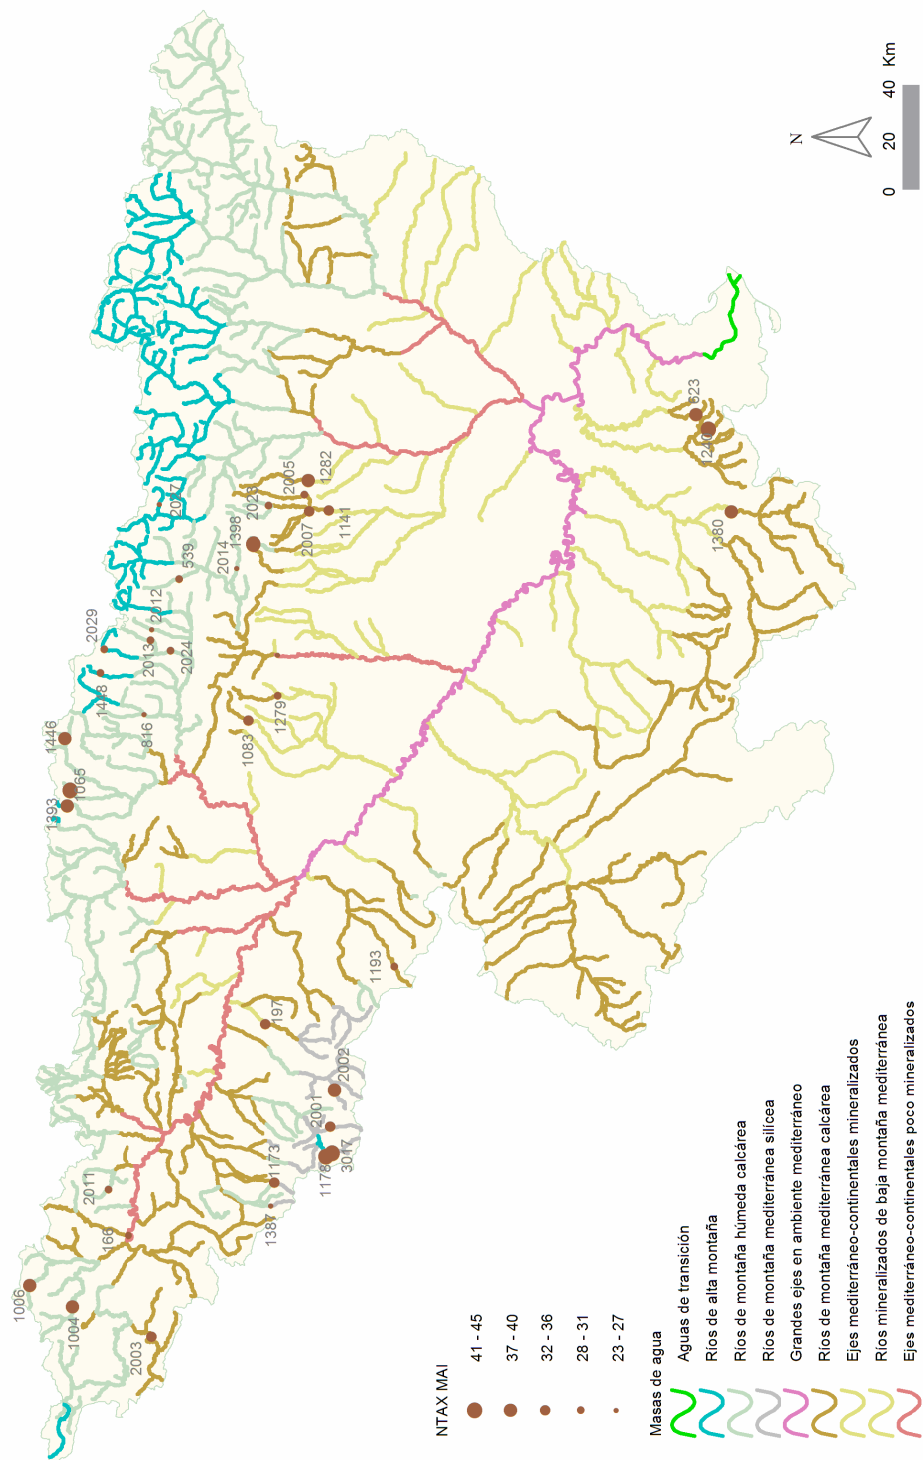 1006
1446
1393
1004
1065
2029
1448
2011
166
2003
816
2013
2012
2024
539
2014
1398
1083
1279
2005
1282
2007
1141
197
1173
1387
2001
2002
1178
3017
1193
623
1240
1380
N
0 20 40 Km
NTAX MAI
41 - 45
37 - 40
32 - 36
28 - 31
23 - 27
Masas de agua
Aguas de transición
Ríos de alta montaña
Ríos de montaña húmeda calcárea
Ríos de montaña mediterránea silícea
Grandes ejes en ambiente mediterráneo
Ríos de montaña mediterránea calcárea
Ejes mediterráneo-continentales mineralizados
Ríos mineralizados de baja montaña mediterránea
Ejes mediterráneo-continentales poco mineralizados